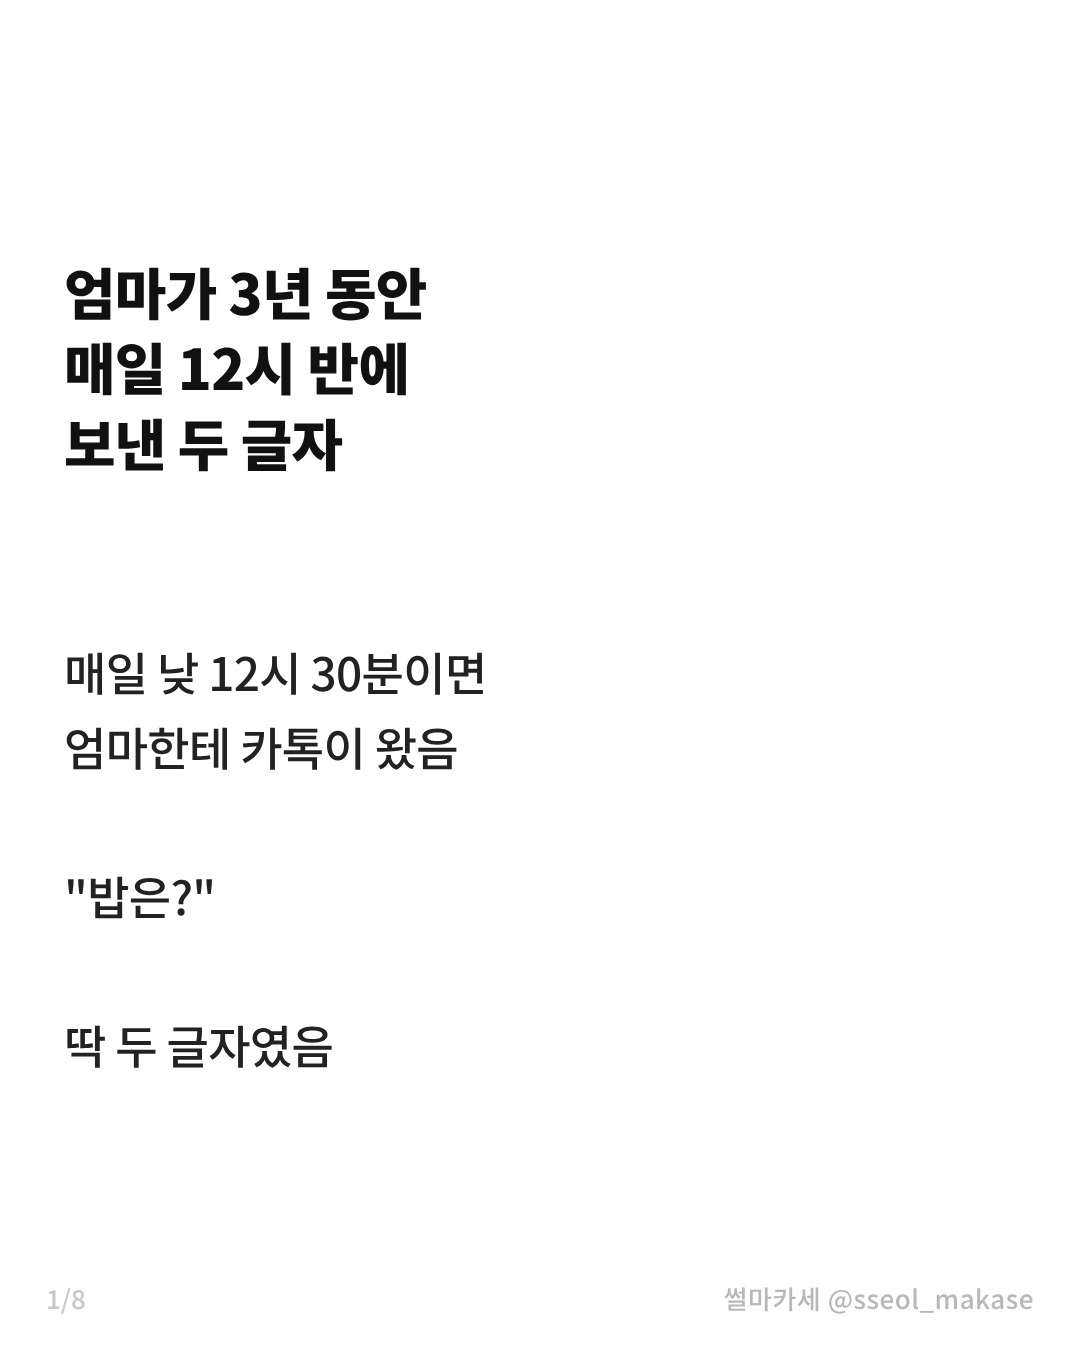 엄마가 3년 동안
매일 12시 반에
보낸 두 글자
매일 낮 12시 30분이면
엄마한테 카톡이 왔음
"밥은?"
딱 두 글자였음
1/8
썰마카세 @sseol_makase